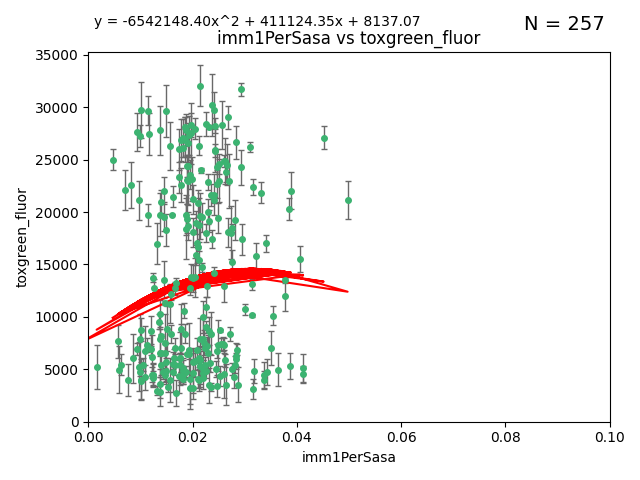 y = -6542148.40x^2 + 411124.35x + 8137.07
N = 257
imm1PerSasa vs toxgreen_fluor
35000
30000
25000
20000
15000
10000
5000
0
toxgreen_fluor
0.00 0.02 0.04 0.06 0.08 0.10
imm1PerSasa